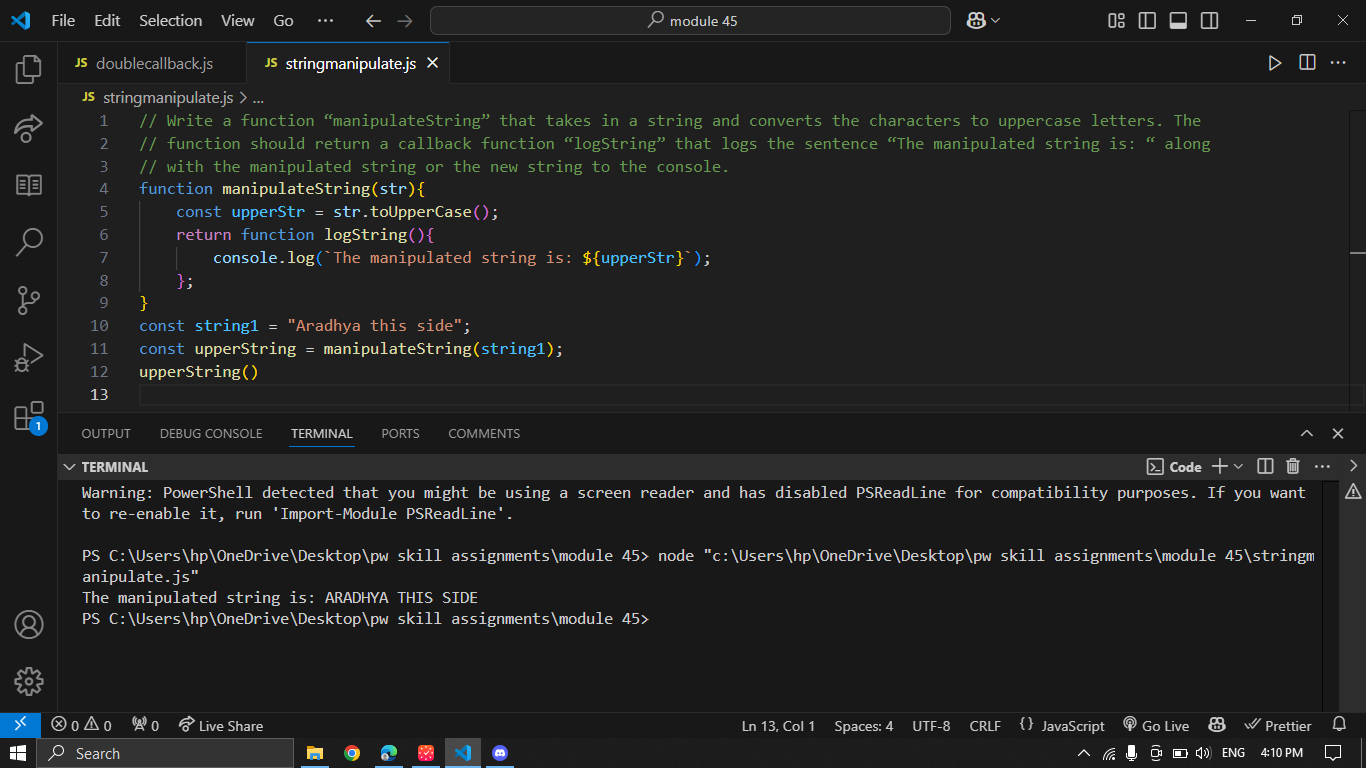 File Edit Selection View Go ··· module 45
JS doublecallback.js JS stringmanipulate.js
JS stringmanipulate.js > ...
1 // Write a function “manipulateString” that takes in a string and converts the characters to uppercase letters. The
2 // function should return a callback function “logString” that logs the sentence “The manipulated string is: “ along
3 // with the manipulated string or the new string to the console.
4 function manipulateString(str){
5 const upperStr = str.toUpperCase();
6 return function logString(){
7 console.log(`The manipulated string is: ${upperStr}`);
8 };
9 }
10 const string1 = "Aradhya this side";
11 const upperString = manipulateString(string1);
12 upperString()
13
1
OUTPUT DEBUG CONSOLE TERMINAL PORTS COMMENTS
TERMINAL Code
Warning: PowerShell detected that you might be using a screen reader and has disabled PSReadLine for compatibility purposes. If you want
to re-enable it, run 'Import-Module PSReadLine'.
PS C:\Users\hp\OneDrive\Desktop\pw skill assignments\module 45> node "c:\Users\hp\OneDrive\Desktop\pw skill assignments\module 45\stringm
anipulate.js"
The manipulated string is: ARADHYA THIS SIDE
PS C:\Users\hp\OneDrive\Desktop\pw skill assignments\module 45>
0 0 0 Live Share Ln 13, Col 1 Spaces: 4 UTF-8 CRLF {} JavaScript Go Live Prettier
Search ENG 4:10 PM